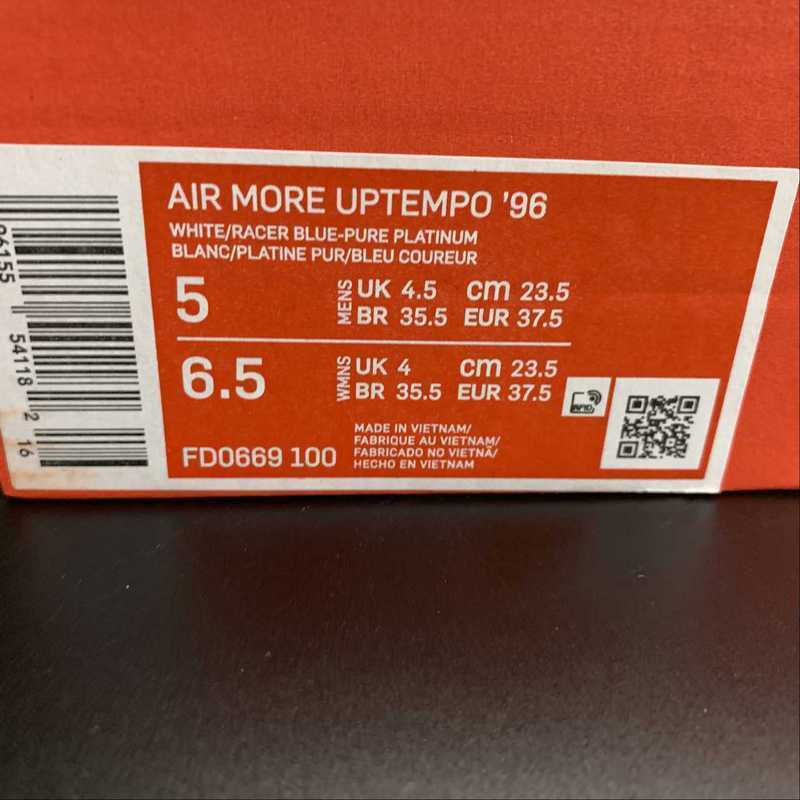 AIR MORE UPTEMPO '96
WHITE/RACER BLUE-PURE PLATINUM
BLANC/PLATINE PUR/BLEU COUREUR
5 MENS UK 4.5 cm 23.5
BR 35.5 EUR 37.5
6.5 WMNS UK 4 cm 23.5
BR 35.5 EUR 37.5
FD0669 100
MADE IN VIETNAM/
FABRIQUE AU VIETNAM/
FABRICADO NO VIETNÃ/
HECHO EN VIETNAM
RFID
96155
54118
2
16